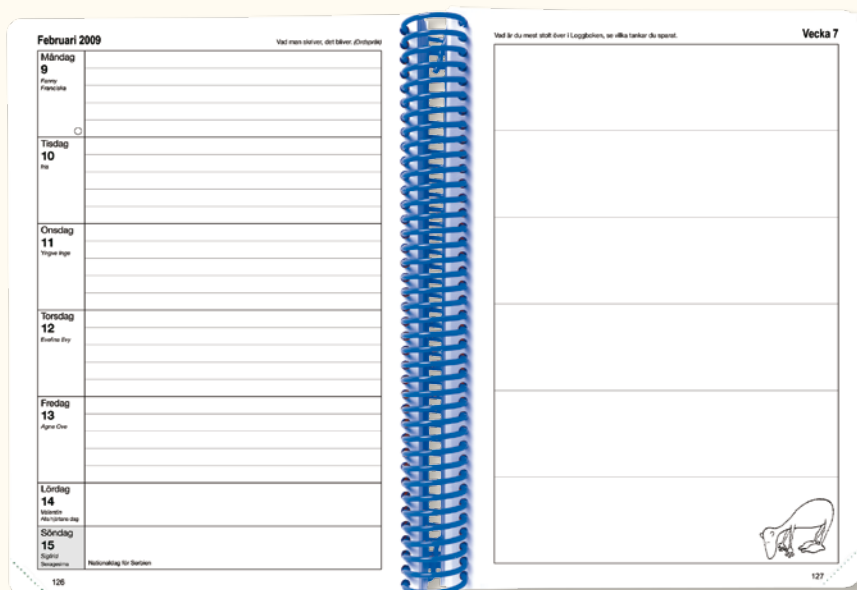 Februari 2009
Vad man skriver, det bliver. (Ordspråk)
Måndag
9
Fanny
Franciska
Tisdag
10
Iris
Onsdag
11
Yngve Inge
Torsdag
12
Evelina Evy
Fredag
13
Agne Ove
Lördag
14
Valentin
Alla hjärtans dag
Söndag
15
Sigfrid
Sexagesima
Nationaldag för Serbien
126
Vad är du mest stolt över i Loggboken, se vilka tankar du sparat.
Vecka 7
127